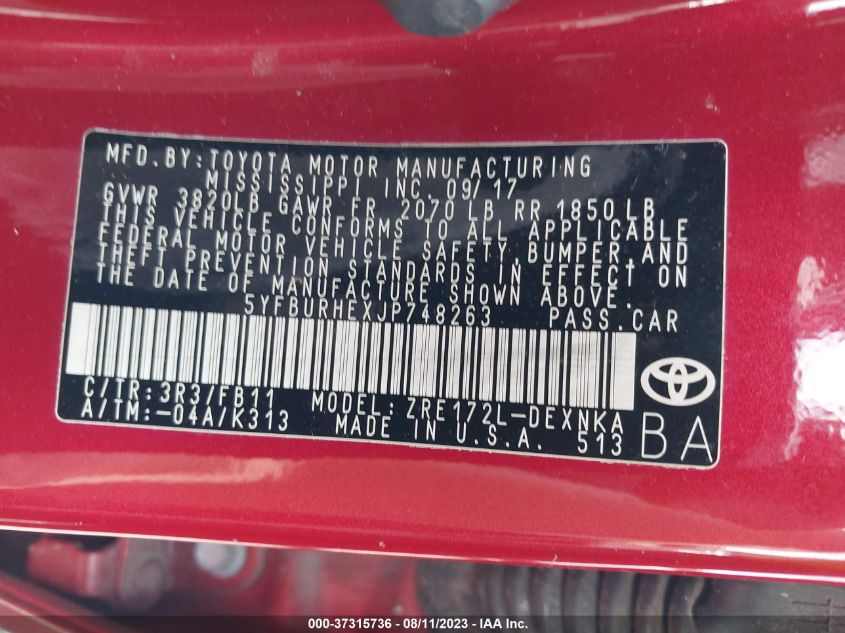 MFD.BY:TOYOTA MOTOR MANUFACTURING
MISSISSIPPI INC. 09/17
GVWR 3820LB GAWR FR 2070 LB RR 1850LB
THIS VEHICLE CONFORMS TO ALL APPLICABLE
FEDERAL MOTOR VEHICLE SAFETY,BUMPER,AND
THEFT PREVENTION STANDARDS IN EFFECT ON
THE DATE OF MANUFACTURE SHOWN ABOVE.
5YFBURHEXJP748263 PASS.CAR
C/TR:3R3/FB11 MODEL: ZRE172L-DEXNKA
A/TM:-04A/K313 MADE IN U.S.A. 513
BA
000-37315736 - 08/11/2023 - IAA Inc.